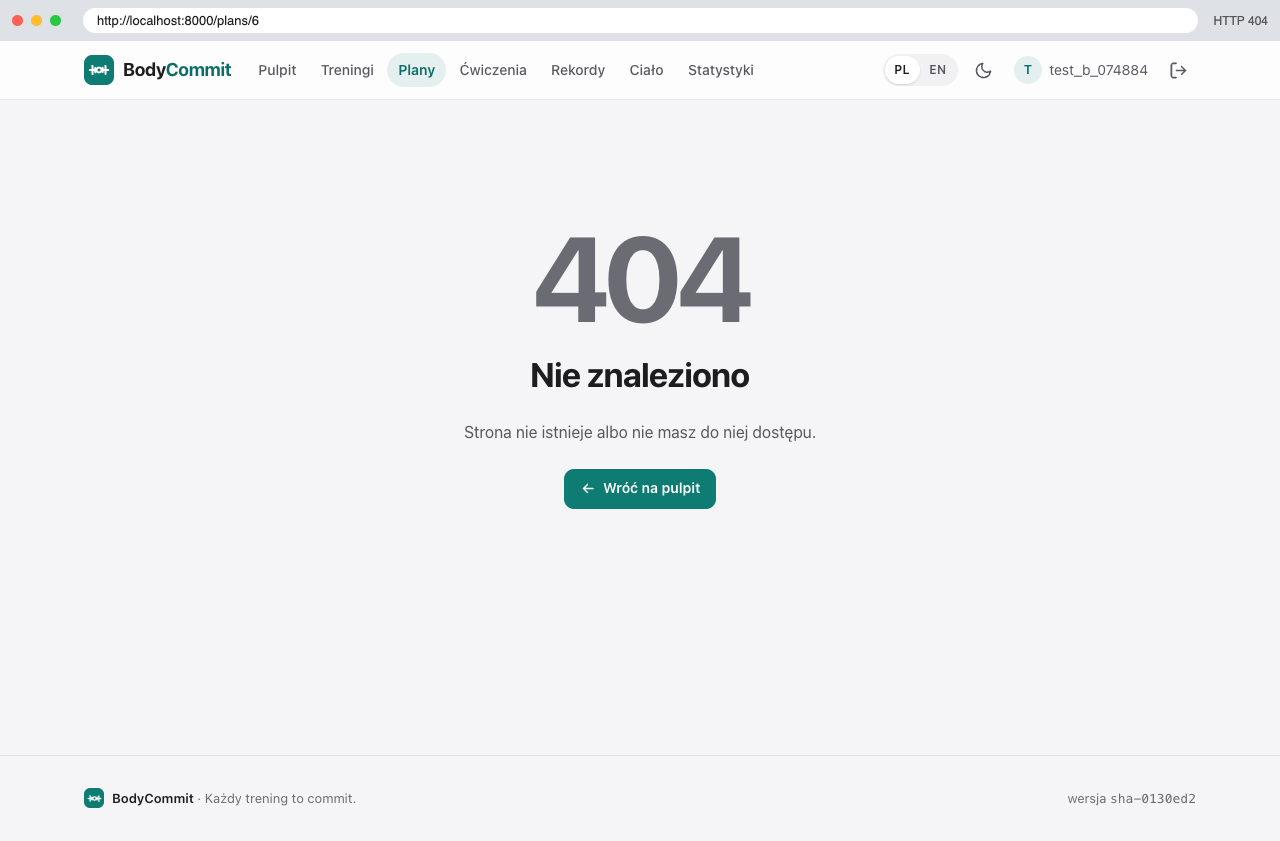 http://localhost:8000/plans/6
HTTP 404
BodyCommit Pulpit Treningi Plany Ćwiczenia Rekordy Ciało Statystyki PL EN T test_b_074884
404
Nie znaleziono
Strona nie istnieje albo nie masz do niej dostępu.
← Wróć na pulpit
BodyCommit · Każdy trening to commit.
wersja sha-0130ed2